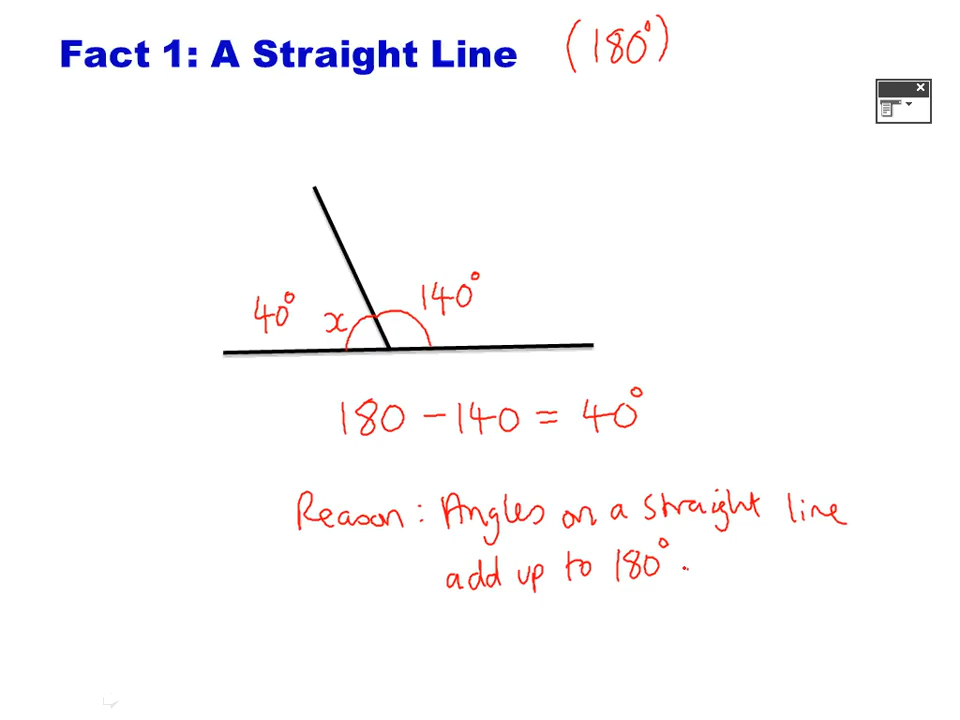 Fact 1: A Straight Line (180°)
40° x 140°
180 - 140 = 40°
Reason: Angles on a straight line
add up to 180°.